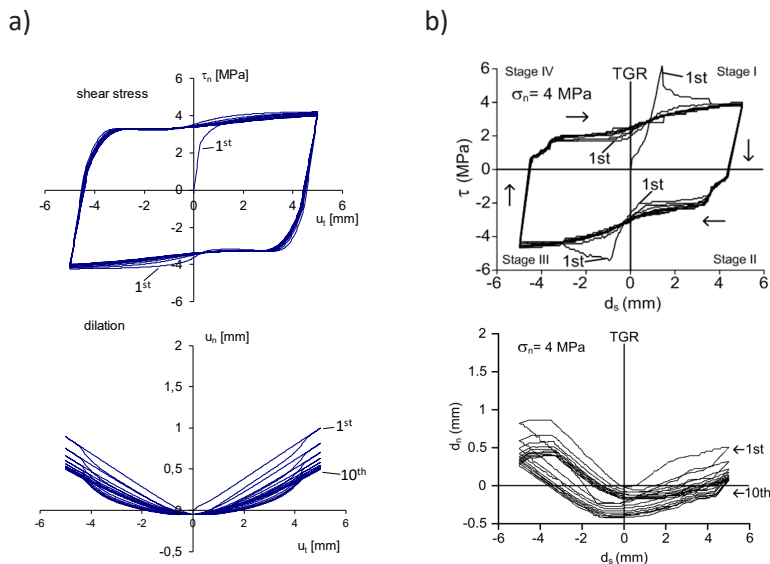 a)
τn [MPa]
shear stress
6
4
2
0
-2
-4
-6
-6 -4 -2 0 2 4 6
ut [mm]
1st
1st
dilation
un [mm]
2
1,5
1
0,5
0
-0,5
-6 -4 -2 0 2 4 6
ut [mm]
1st
10th
b)
TGR
Stage IV
Stage I
σn= 4 MPa
1st
1st
1st
1st
Stage III
Stage II
τ (MPa)
6
4
2
0
-2
-4
-6
-6 -4 -2 0 2 4 6
ds (mm)
TGR
σn= 4 MPa
dn (mm)
2
1.5
1
0.5
0
-0.5
-6 -4 -2 0 2 4 6
ds (mm)
1st
10th